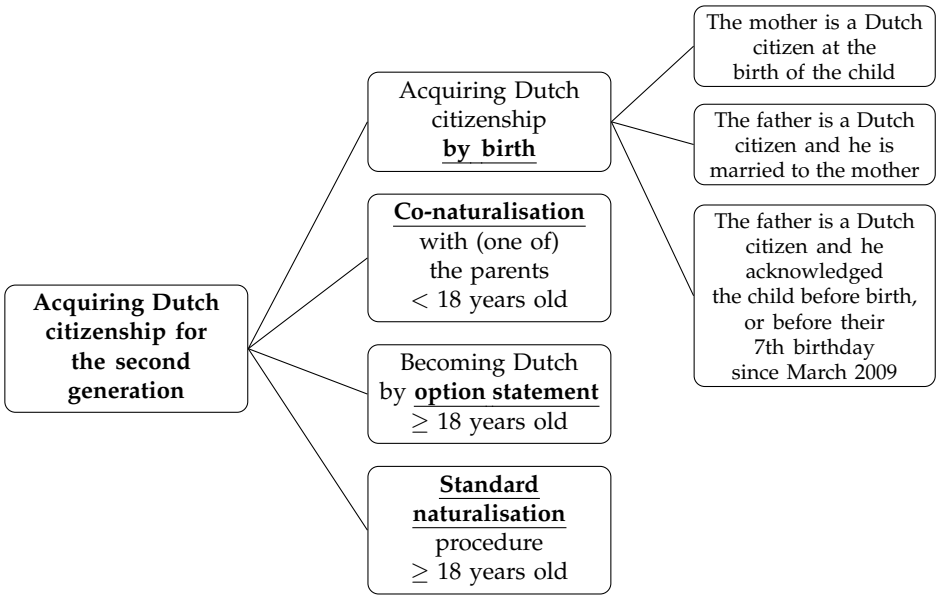 Acquiring Dutch
citizenship for
the second
generation
Acquiring Dutch
citizenship
by birth
Co-naturalisation
with (one of)
the parents
< 18 years old
Becoming Dutch
by option statement
≥ 18 years old
Standard
naturalisation
procedure
≥ 18 years old
The mother is a Dutch
citizen at the
birth of the child
The father is a Dutch
citizen and he is
married to the mother
The father is a Dutch
citizen and he
acknowledged
the child before birth,
or before their
7th birthday
since March 2009